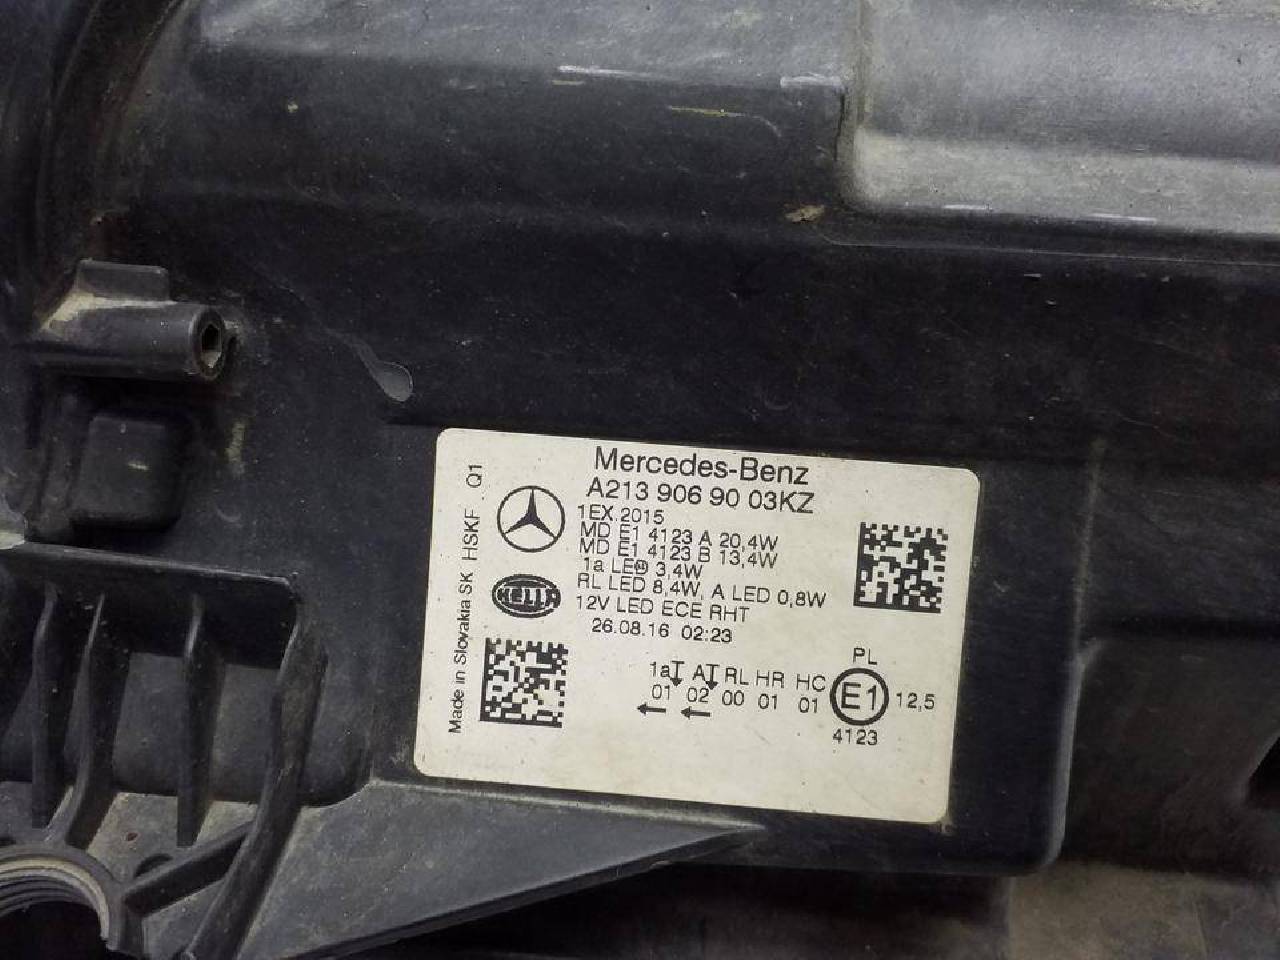 Mercedes-Benz
A213 906 90 03KZ
1EX 2015
MD E1 4123 A 20,4W
MD E1 4123 B 13,4W
1a LED 3,4W
RL LED 8,4W, A LED 0,8W
12V LED ECE RHT
26.08.16 02:23
HELLA
Made in Slovakia SK HSKF Q1
1a A RL HR HC
01 02 00 01 01
PL
E1 12,5
4123